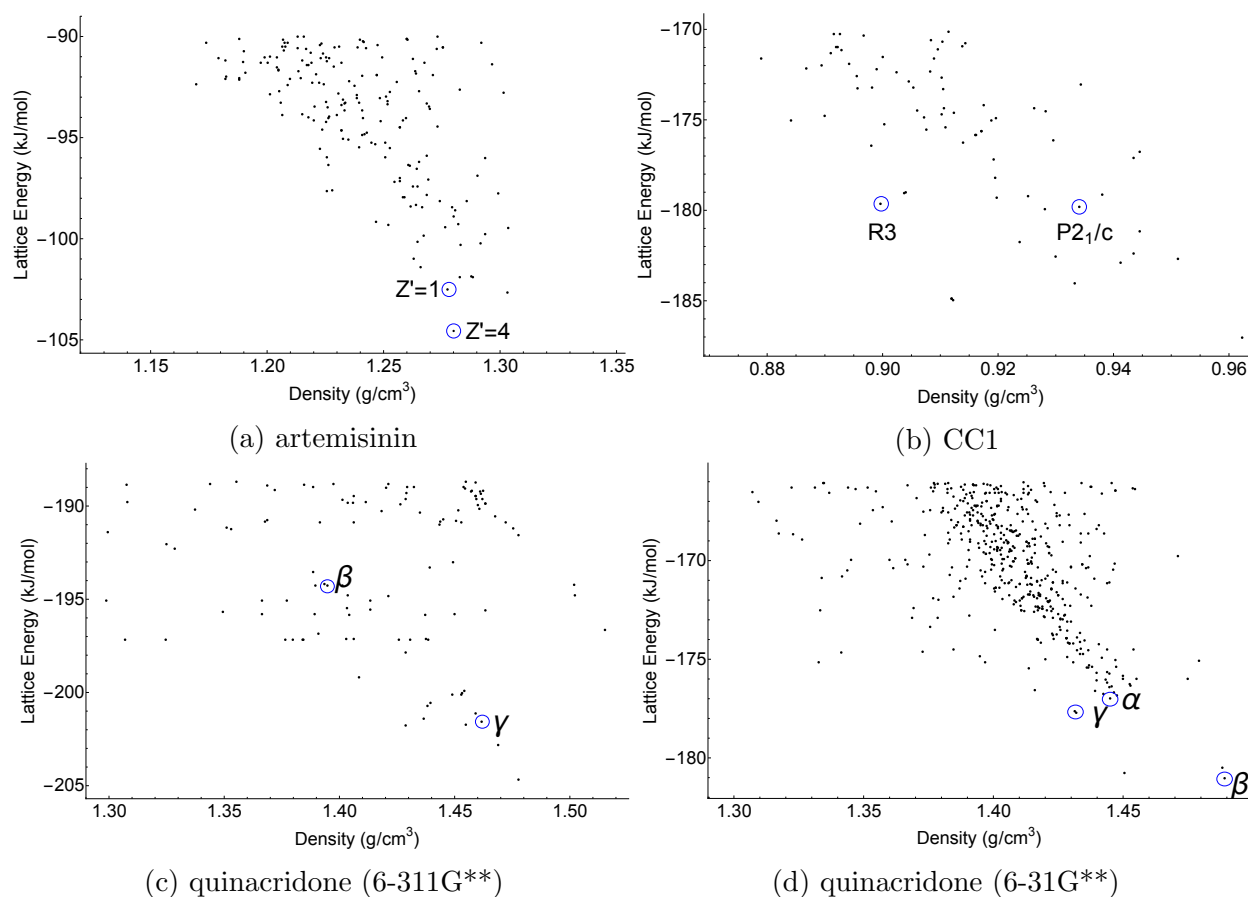 −90
−95
−100
−105
Lattice Energy (kJ/mol)
Z'=1
Z'=4
1.15 1.20 1.25 1.30 1.35
Density (g/cm³)
(a) artemisinin
−170
−175
−180
−185
Lattice Energy (kJ/mol)
R3
P2₁/c
0.88 0.90 0.92 0.94 0.96
Density (g/cm³)
(b) CC1
−190
−195
−200
−205
Lattice Energy (kJ/mol)
β
γ
1.30 1.35 1.40 1.45 1.50
Density (g/cm³)
(c) quinacridone (6-311G**)
−170
−175
−180
Lattice Energy (kJ/mol)
γ
α
β
1.30 1.35 1.40 1.45
Density (g/cm³)
(d) quinacridone (6-31G**)